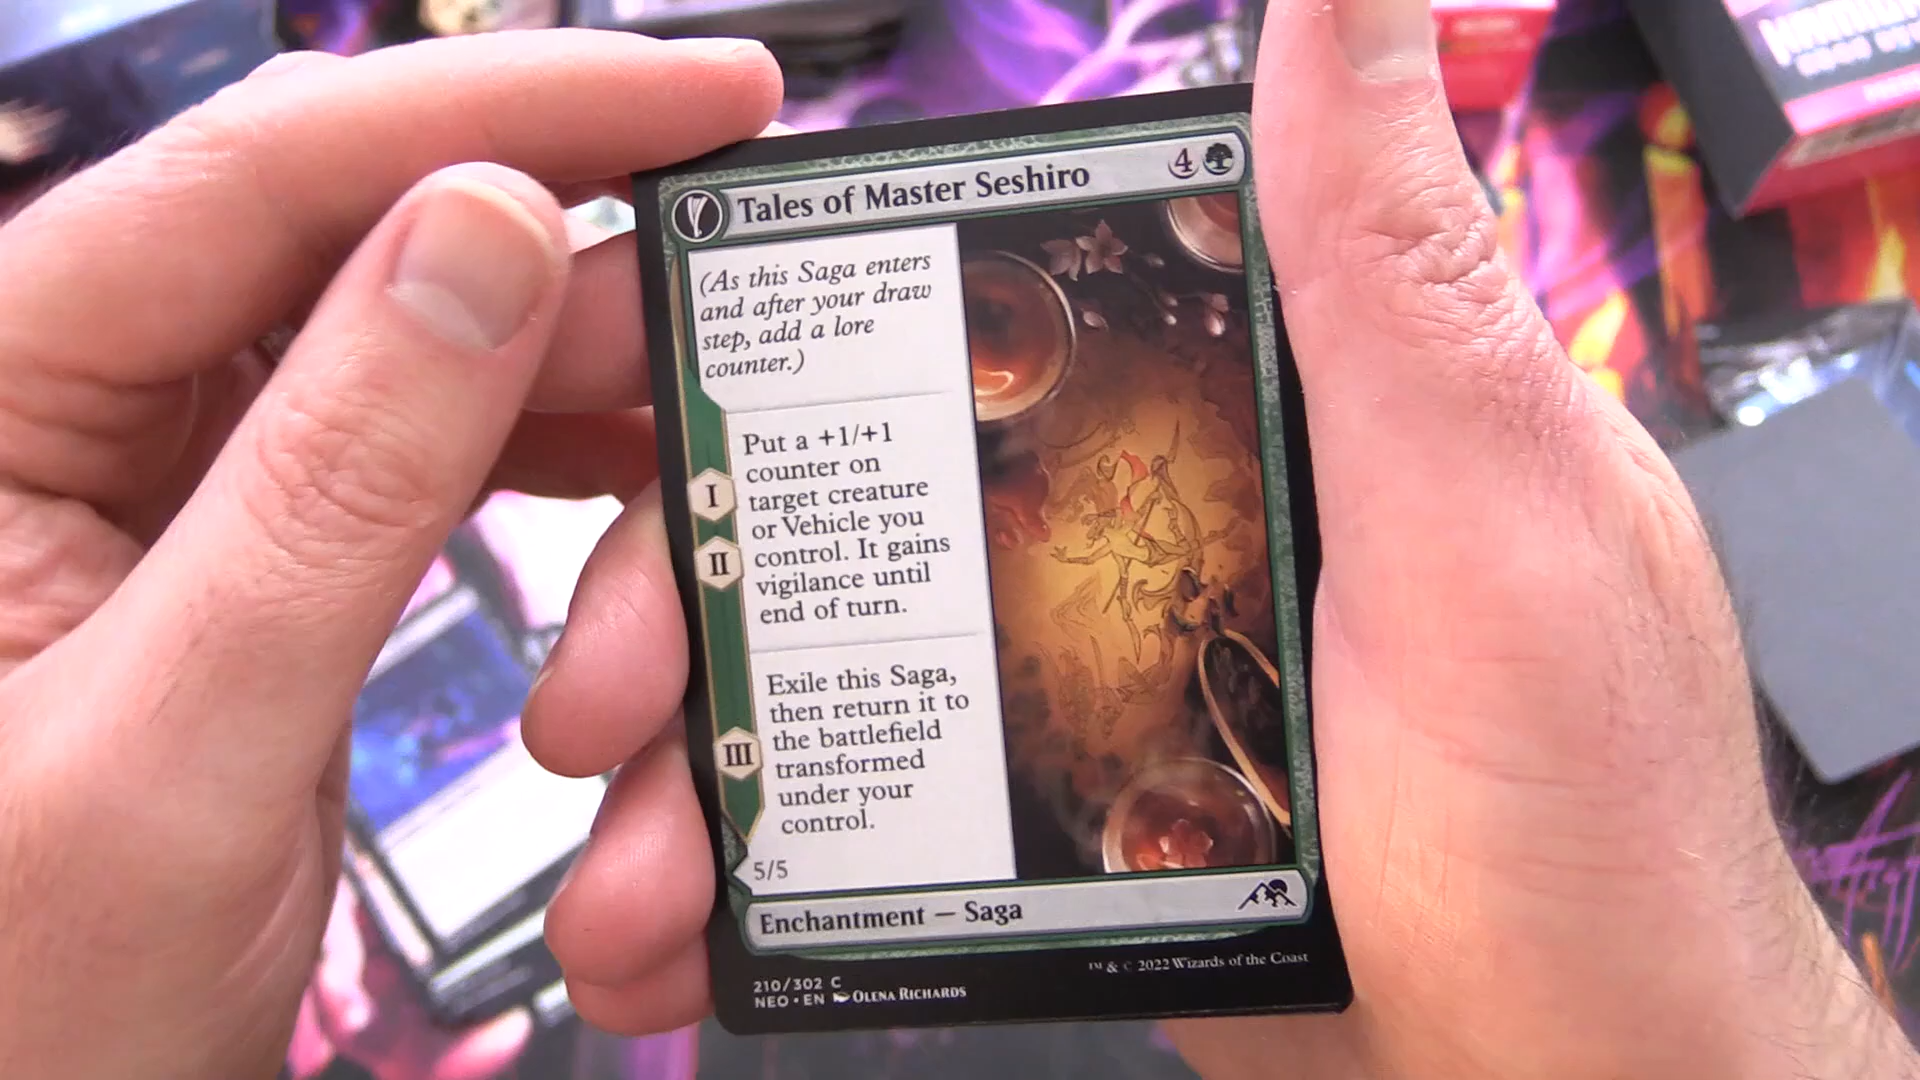 Tales of Master Seshiro 4
(As this Saga enters
and after your draw
step, add a lore
counter.)
I
II
Put a +1/+1
counter on
target creature
or Vehicle you
control. It gains
vigilance until
end of turn.
III
Exile this Saga,
then return it to
the battlefield
transformed
under your
control.
5/5
Enchantment — Saga
210/302 C
NEO • EN OLENA RICHARDS
™ & © 2022 Wizards of the Coast